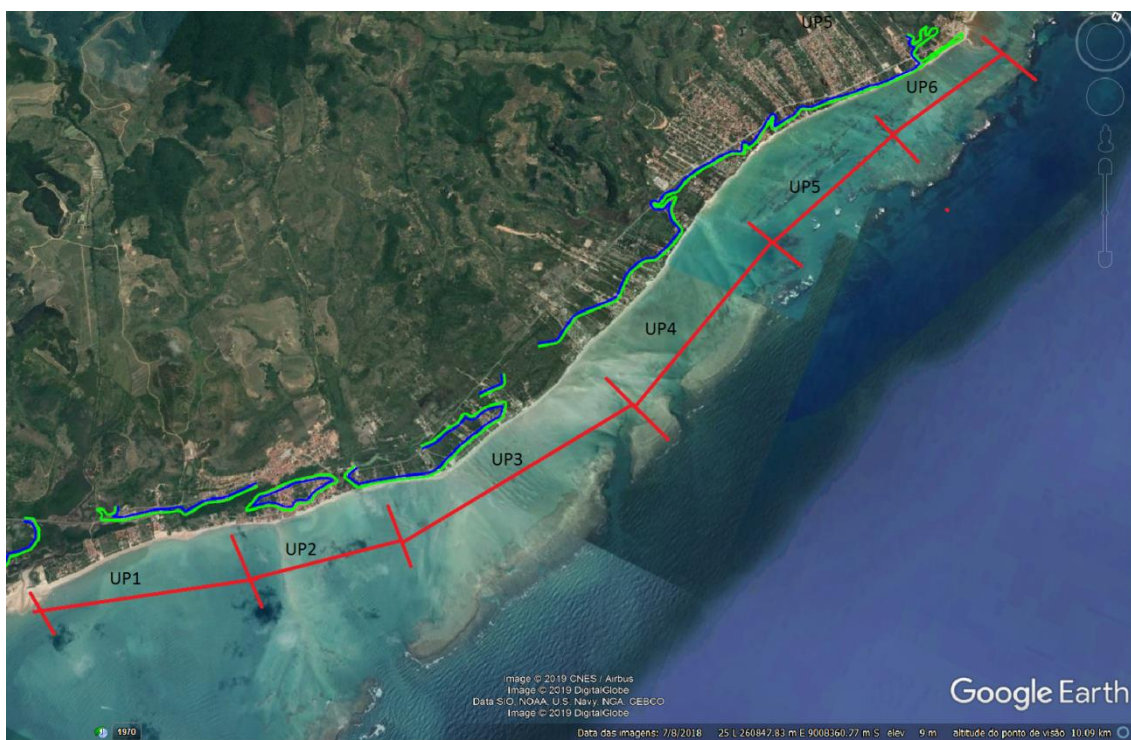 UP5
UP6
UP5
UP4
UP3
UP2
UP1
Image © 2019 CNES / Airbus
Image © 2019 DigitalGlobe
Data SIO, NOAA, U.S. Navy, NGA, GEBCO
Image © 2019 DigitalGlobe
Google Earth
1970
Data das imagens: 7/8/2018 25 L 260847.83 m E 9008360.77 m S elev 9 m altitude do ponto de visão 10.09 km